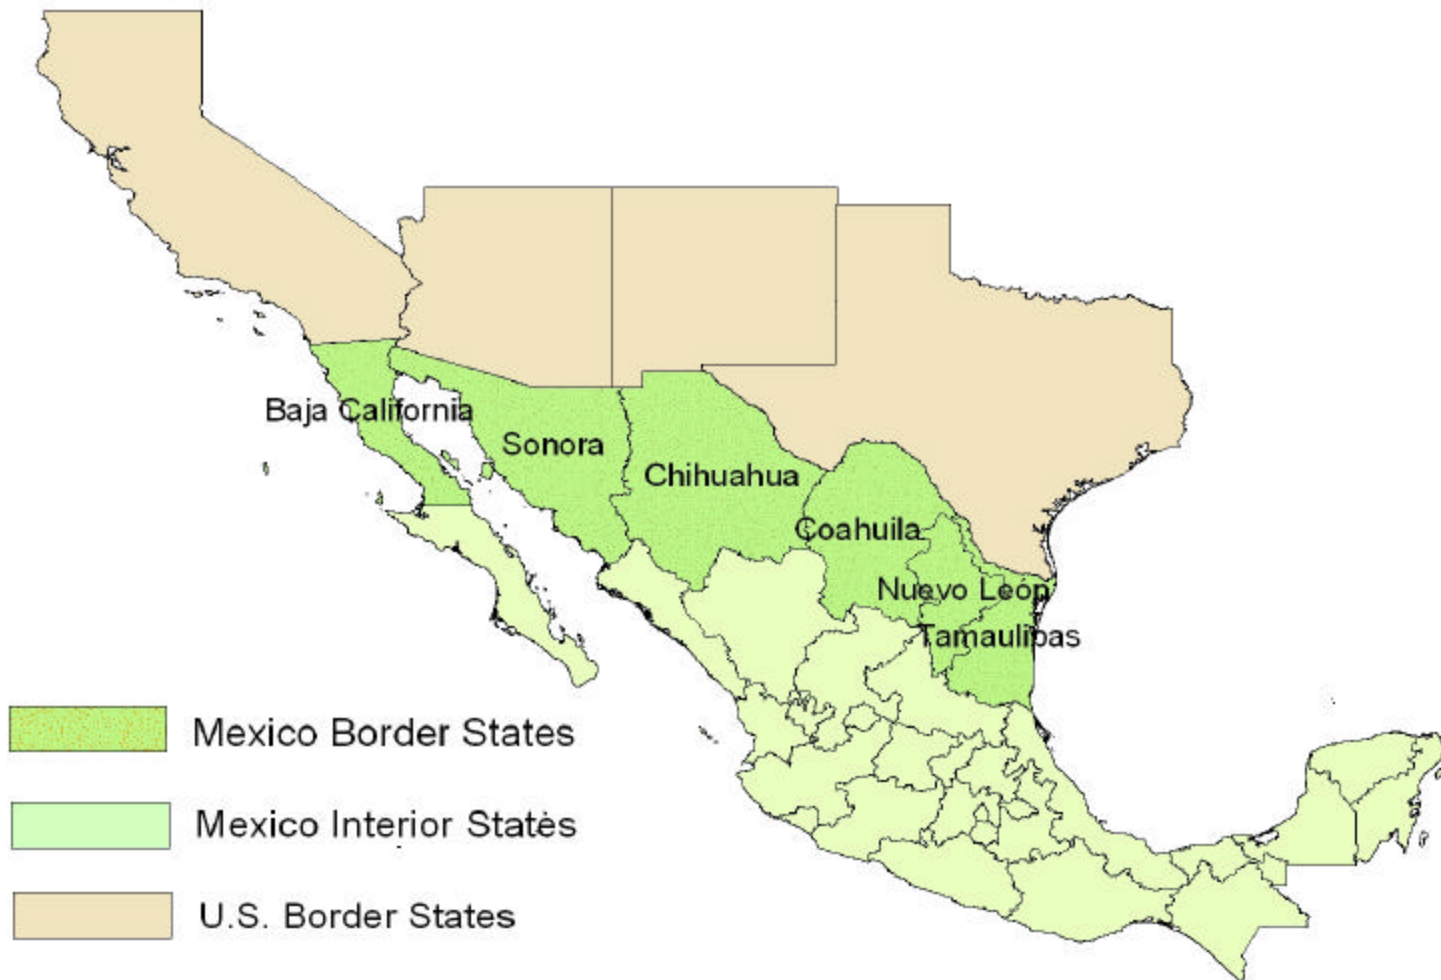 Baja California
Sonora
Chihuahua
Coahuila
Nuevo León
Tamaulipas
Mexico Border States
Mexico Interior States
U.S. Border States